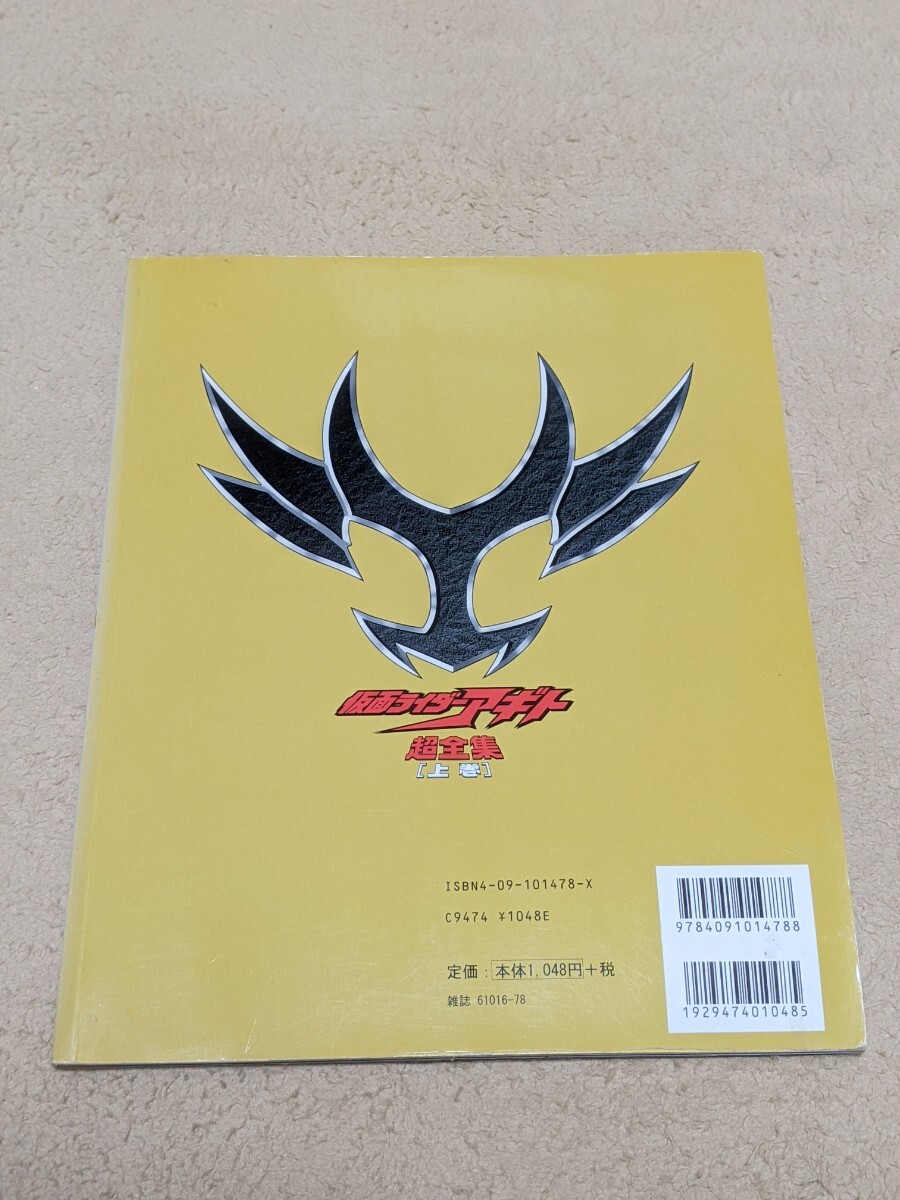 仮面ライダーアギト
超全集
[上巻]
ISBN4-09-101478-X
C9474 ¥1048E
定価：本体1,048円+税
雑誌 61016-78
9784091014788
1929474010485